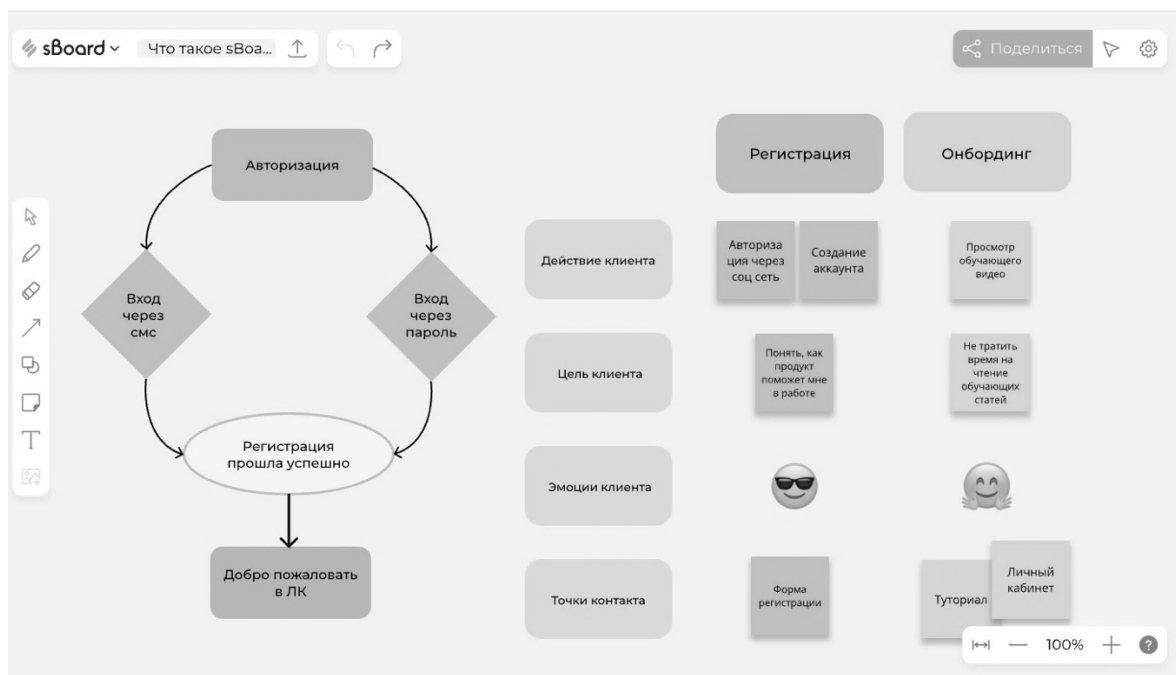 sBoard
Что такое sBoa...
Поделиться
Авторизация
Вход
через
смс
Вход
через
пароль
Регистрация
прошла успешно
Добро пожаловать
в ЛК
Регистрация
Онбординг
Действие клиента
Авториза
ция через
соц сеть
Создание
аккаунта
Просмотр
обучающего
видео
Цель клиента
Понять, как
продукт
поможет мне
в работе
Не тратить
время на
чтение
обучающих
статей
Эмоции клиента
Точки контакта
Форма
регистрации
Туториал
Личный
кабинет
100%